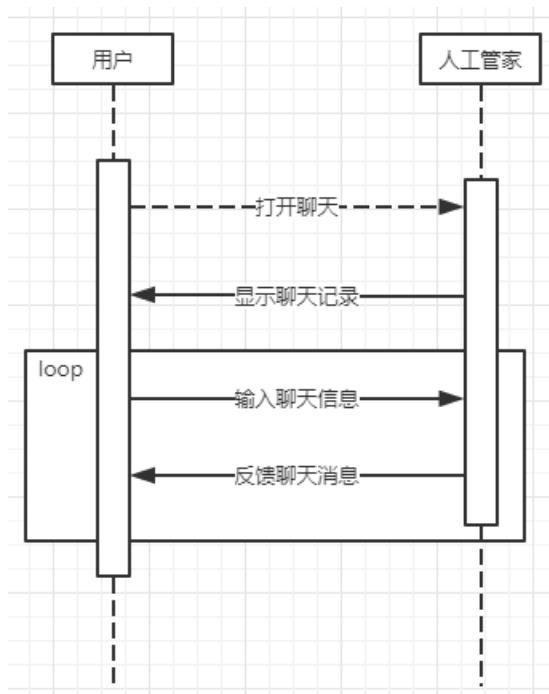 用户
人工管家
打开聊天
显示聊天记录
loop
输入聊天信息
反馈聊天消息